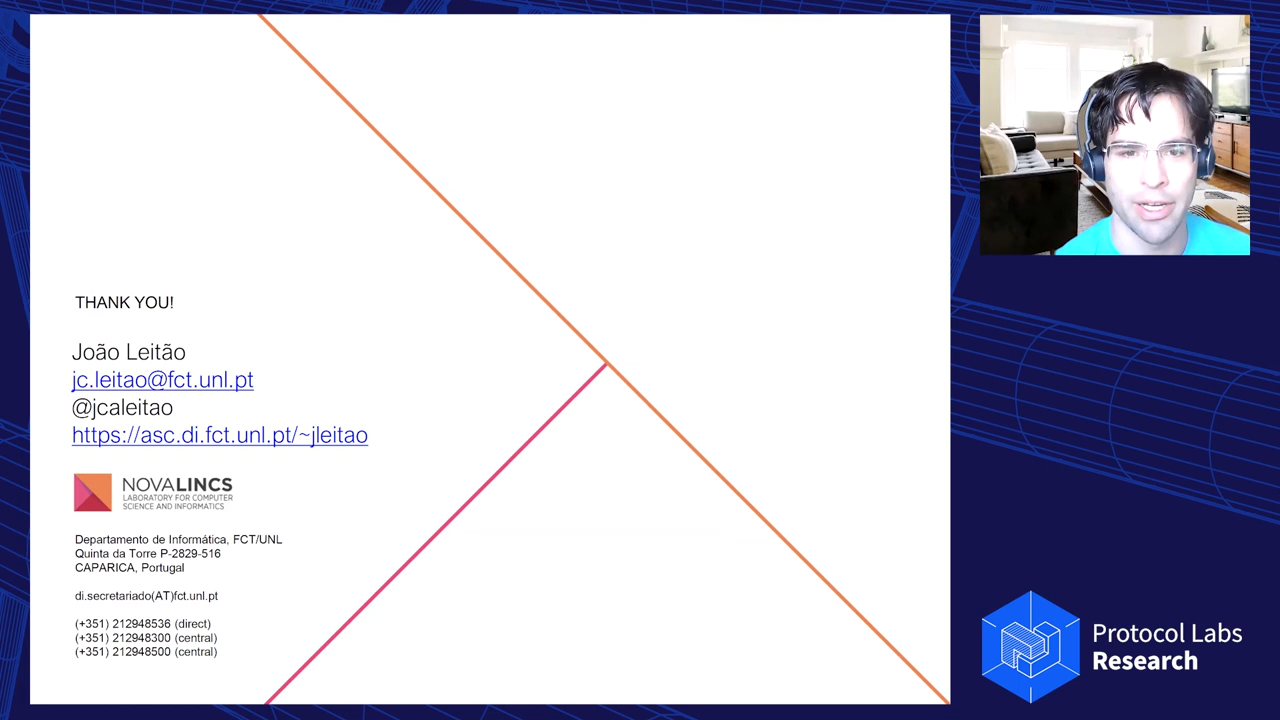 THANK YOU!
João Leitão
jc.leitao@fct.unl.pt
@jcaleitao
https://asc.di.fct.unl.pt/~jleitao
NOVALINCS
LABORATORY FOR COMPUTER
SCIENCE AND INFORMATICS
Departamento de Informática, FCT/UNL
Quinta da Torre P-2829-516
CAPARICA, Portugal
di.secretariado(AT)fct.unl.pt
(+351) 212948536 (direct)
(+351) 212948300 (central)
(+351) 212948500 (central)
Protocol Labs
Research